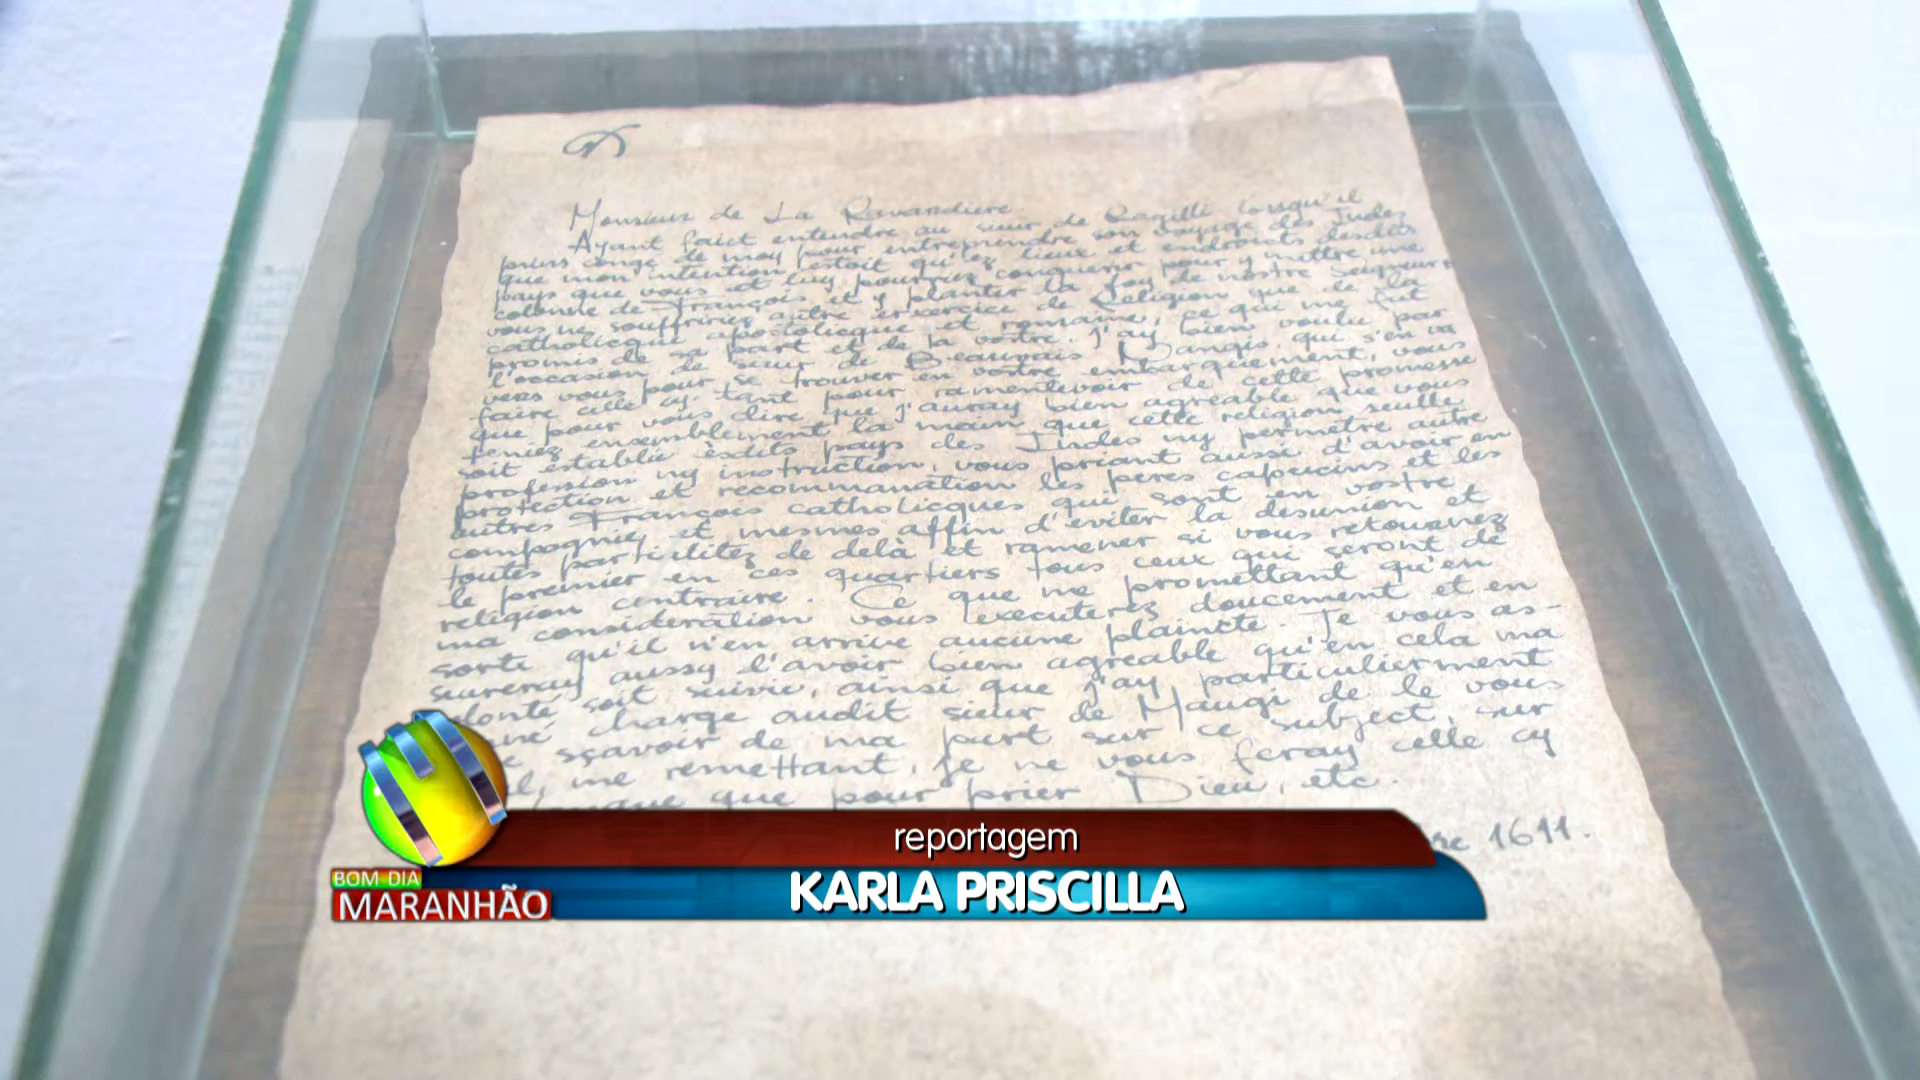 Monsieur de La Ravardiere
Ayant faict entendre au sieur de Ragilli lorsqu'il
prins congé de moy pour entreprendre son voyage des Indes
que mon intention estoit qu'ez lieux et endroits desdits
pays que vous et luy pourriez conquerir pour y mettre une
colonie de François et y planter la foy de nostre Seigneur
vous ne souffririez autre exercice de Religion que de la
catholicque apostolicque et romaine, ce qui me fut
promis de sa part et de la vostre. J'ay bien voulu par
l'occasion de sieur de Beauvais Mangis qui s'en va
vers vous pour se trouver en vostre embarquement, vous
faire celle cy. tant pour ramentevoir de cette promesse
que pour vous dire que j'auray bien agreable que vous
teniez ensemblement la main que cette religion seulle
soit establie èsdits pays des Indes ny permetre autre
profession ny instruction, vous priant aussi d'avoir en
protection et recommanation les peres capucins et les
autres François catholicques qui sont en vostre
compagnie, et mesmes affin d'eviter la desunion et
toutes partialitez de delà et ramener si vous retournez
le premier en ces quartiers tous ceux qui seront de
religion contraire. Ce que me promettant qu'en
ma consideration vous executerez doucement et en
sorte qu'il n'en arrive aucune plaincte. Je vous as-
seureray aussy l'avoir bien agreable qu'en cela ma
volonté soit suivie, ainsi que j'ay particulierment
charge audit sieur de Maugi de le vous
sçavoir de ma part sur ce subject, sur
me remettant, je ne vous feray celle cy
que pour prier Dieu, etc.
1611.
reportagem
KARLA PRISCILLA
BOM DIA
MARANHÃO